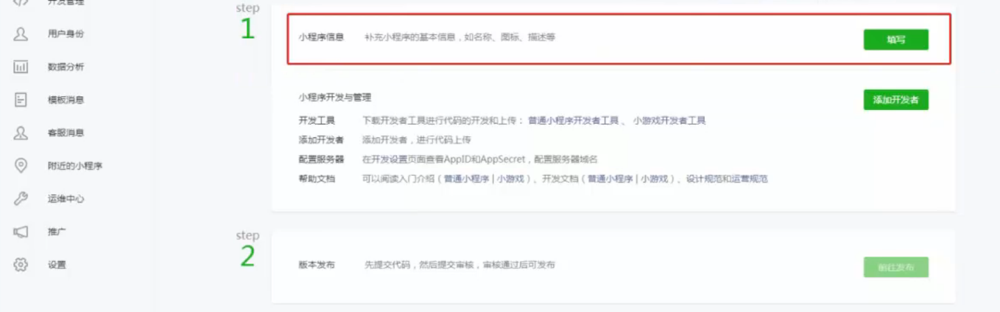 开发管理
用户身份
数据分析
模板消息
客服消息
附近的小程序
运维中心
推广
设置
step
1
小程序信息 补充小程序的基本信息，如名称、图标、描述等 填写
小程序开发与管理 添加开发者
开发工具 下载开发者工具进行代码的开发和上传： 普通小程序开发者工具 、 小游戏开发者工具
添加开发者 添加开发者，进行代码上传
配置服务器 在开发设置页面查看AppID和AppSecret，配置服务器域名
帮助文档 可以阅读入门介绍（普通小程序 | 小游戏）、开发文档（普通小程序 | 小游戏）、设计规范和运营规范
step
2
版本发布 先提交代码，然后提交审核，审核通过后可发布 前往发布